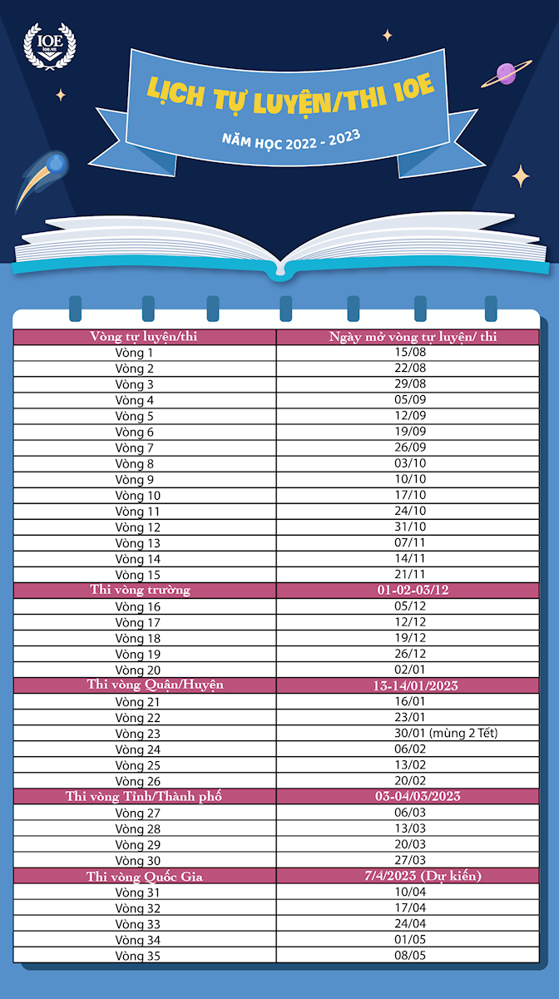 IOE
ioe.vn
LỊCH TỰ LUYỆN/THI IOE
NĂM HỌC 2022 - 2023
Vòng tự luyện/thi Ngày mở vòng tự luyện/ thi
Vòng 1 15/08
Vòng 2 22/08
Vòng 3 29/08
Vòng 4 05/09
Vòng 5 12/09
Vòng 6 19/09
Vòng 7 26/09
Vòng 8 03/10
Vòng 9 10/10
Vòng 10 17/10
Vòng 11 24/10
Vòng 12 31/10
Vòng 13 07/11
Vòng 14 14/11
Vòng 15 21/11
Thi vòng trường 01-02-03/12
Vòng 16 05/12
Vòng 17 12/12
Vòng 18 19/12
Vòng 19 26/12
Vòng 20 02/01
Thi vòng Quận/Huyện 13-14/01/2023
Vòng 21 16/01
Vòng 22 23/01
Vòng 23 30/01 (mùng 2 Tết)
Vòng 24 06/02
Vòng 25 13/02
Vòng 26 20/02
Thi vòng Tỉnh/Thành phố 03-04/03/2023
Vòng 27 06/03
Vòng 28 13/03
Vòng 29 20/03
Vòng 30 27/03
Thi vòng Quốc Gia 7/4/2023 (Dự kiến)
Vòng 31 10/04
Vòng 32 17/04
Vòng 33 24/04
Vòng 34 01/05
Vòng 35 08/05